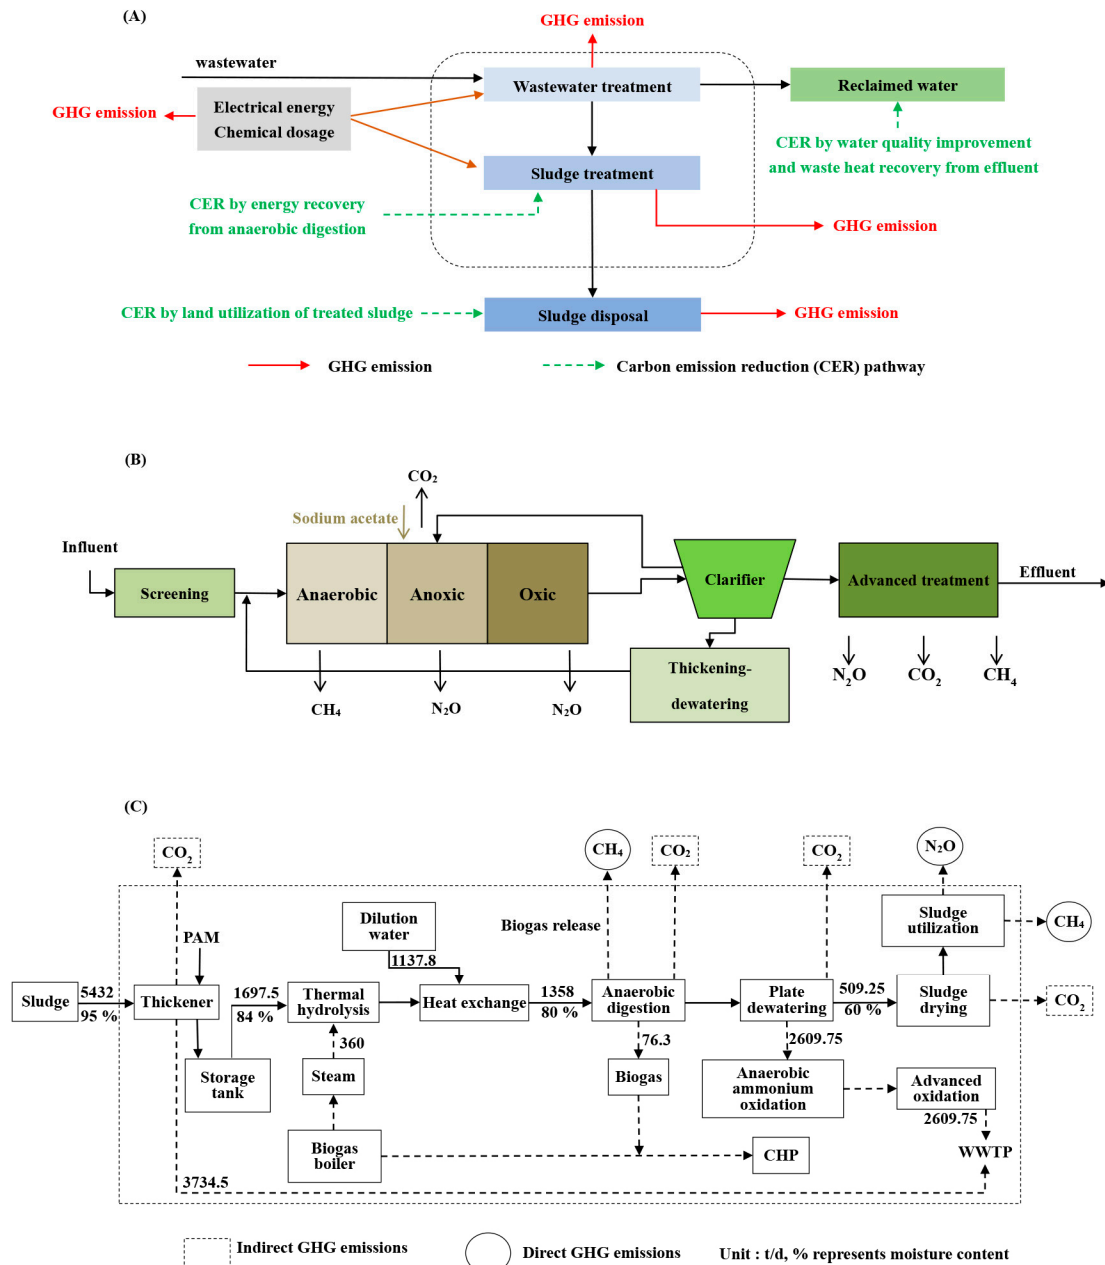 (A)
GHG emission
wastewater
Wastewater treatment
Reclaimed water
GHG emission
Electrical energy
Chemical dosage
CER by water quality improvement
and waste heat recovery from effluent
Sludge treatment
CER by energy recovery
from anaerobic digestion
GHG emission
CER by land utilization of treated sludge
Sludge disposal
GHG emission
GHG emission
Carbon emission reduction (CER) pathway
(B)
CO₂
Sodium acetate
Influent
Screening
Anaerobic
Anoxic
Oxic
Clarifier
Advanced treatment
Effluent
Thickening-
dewatering
CH₄
N₂O
N₂O
N₂O
CO₂
CH₄
(C)
CO₂
CH₄
CO₂
CO₂
N₂O
Dilution
water
Biogas release
Sludge
utilization
CH₄
PAM
1137.8
Sludge
5432
95 %
Thickener
1697.5
84 %
Thermal
hydrolysis
Heat exchange
1358
80 %
Anaerobic
digestion
Plate
dewatering
509.25
60 %
Sludge
drying
CO₂
360
76.3
2609.75
Storage
tank
Steam
Biogas
Anaerobic
ammonium
oxidation
Advanced
oxidation
2609.75
Biogas
boiler
CHP
WWTP
3734.5
Indirect GHG emissions
Direct GHG emissions
Unit : t/d, % represents moisture content